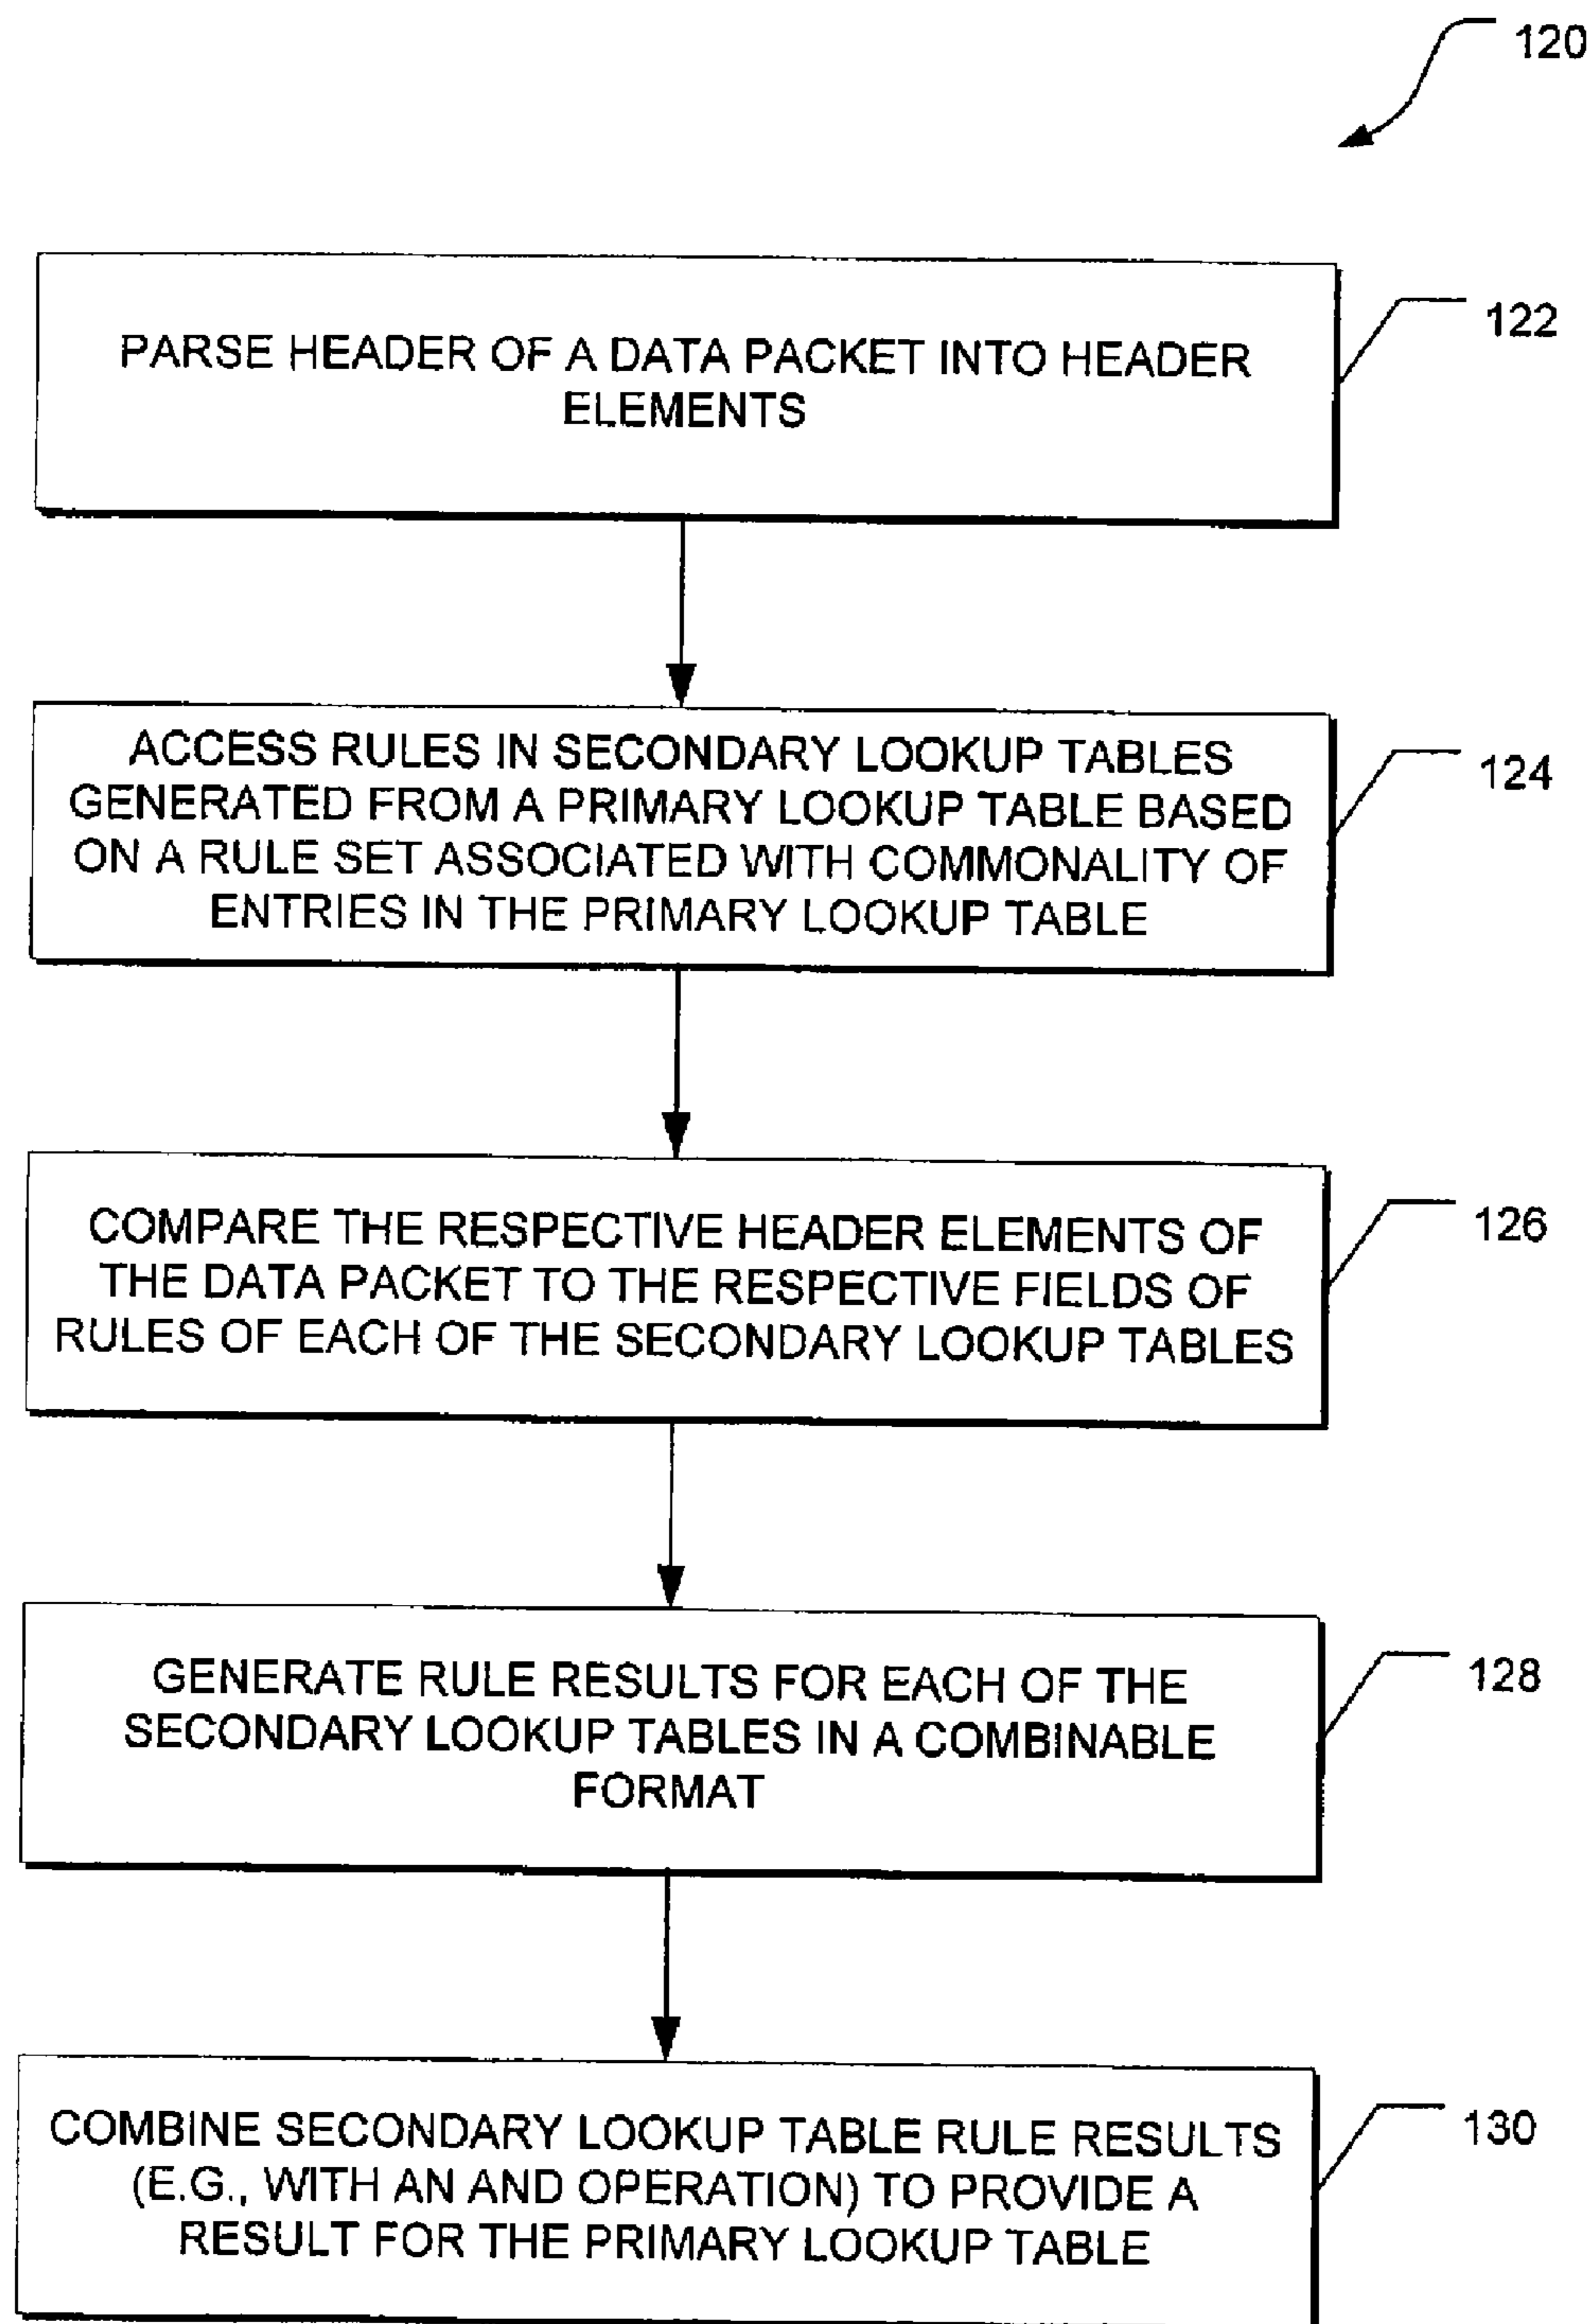 120
PARSE HEADER OF A DATA PACKET INTO HEADER
ELEMENTS
122
ACCESS RULES IN SECONDARY LOOKUP TABLES
GENERATED FROM A PRIMARY LOOKUP TABLE BASED
ON A RULE SET ASSOCIATED WITH COMMONALITY OF
ENTRIES IN THE PRIMARY LOOKUP TABLE
124
COMPARE THE RESPECTIVE HEADER ELEMENTS OF
THE DATA PACKET TO THE RESPECTIVE FIELDS OF
RULES OF EACH OF THE SECONDARY LOOKUP TABLES
126
GENERATE RULE RESULTS FOR EACH OF THE
SECONDARY LOOKUP TABLES IN A COMBINABLE
FORMAT
128
COMBINE SECONDARY LOOKUP TABLE RULE RESULTS
(E.G., WITH AN AND OPERATION) TO PROVIDE A
RESULT FOR THE PRIMARY LOOKUP TABLE
130